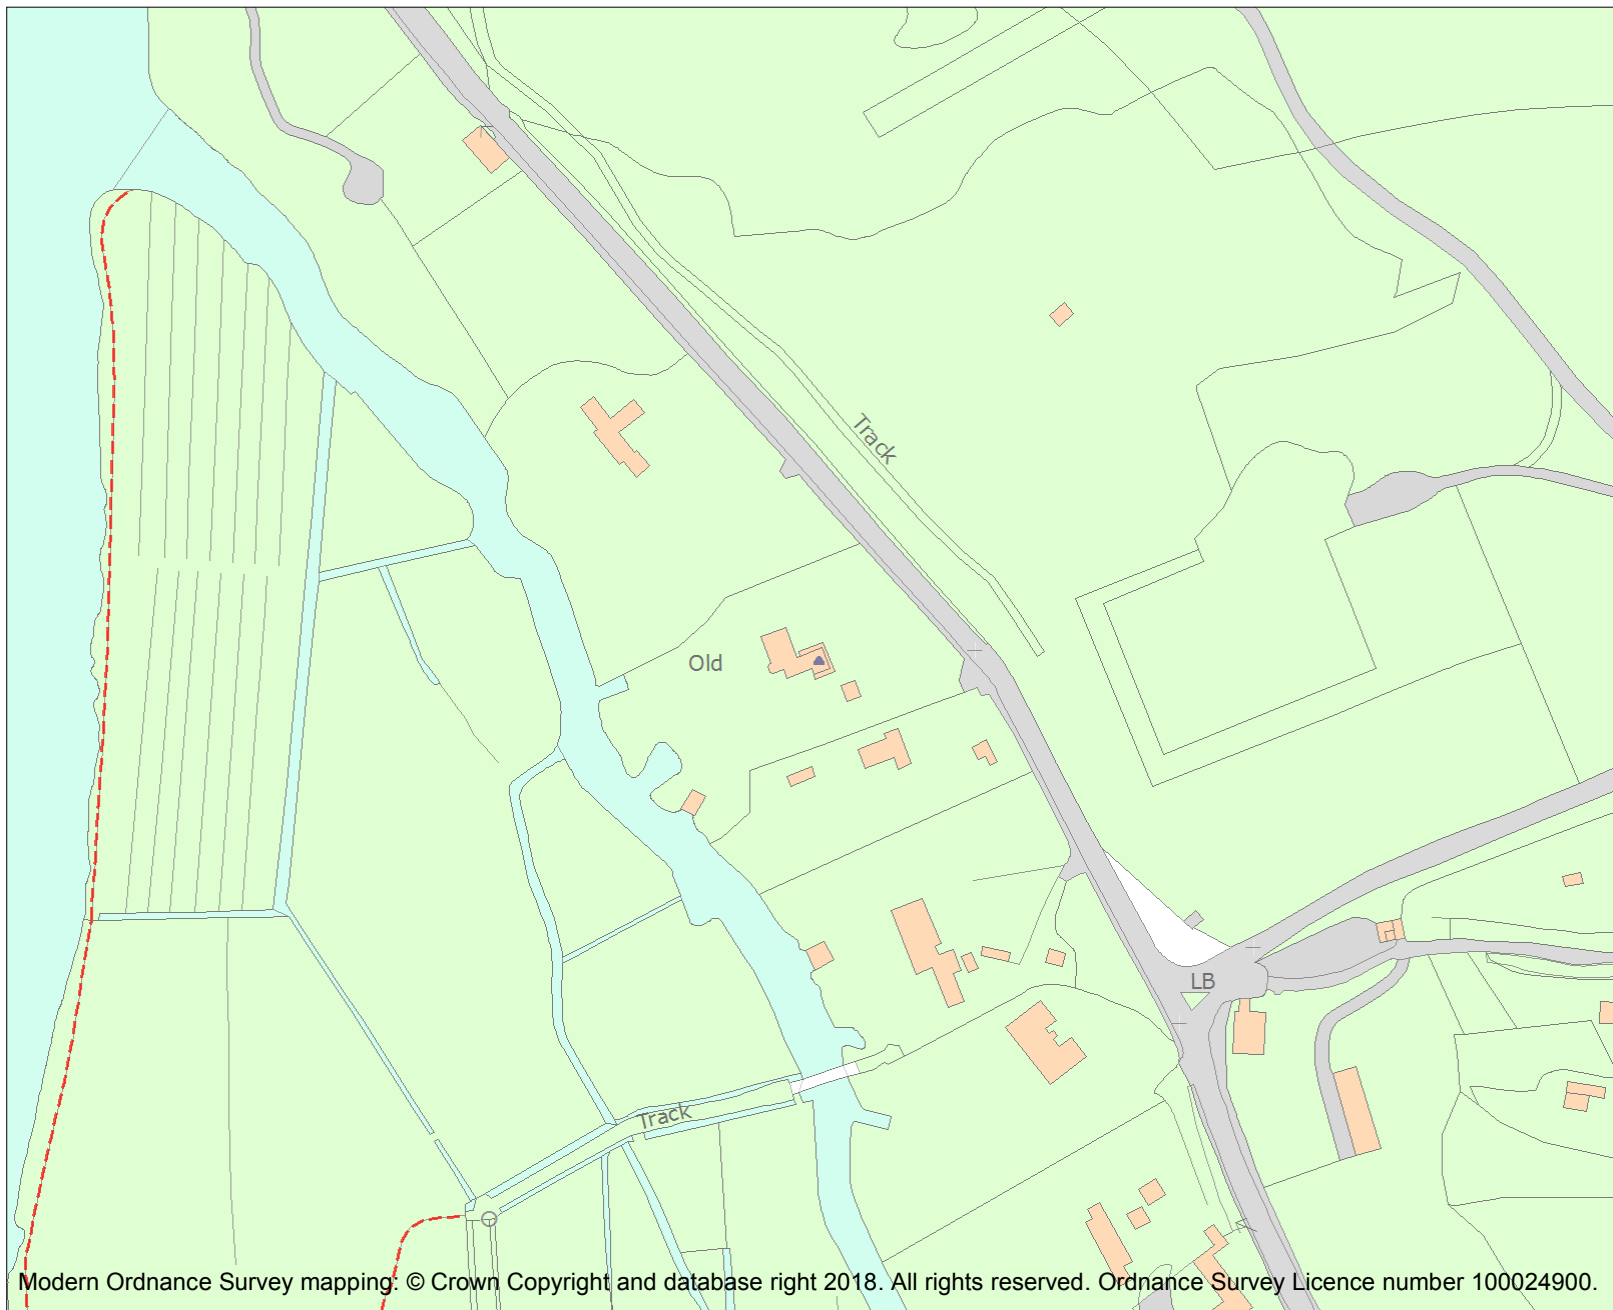 Track
Old
LB
Track
Modern Ordnance Survey mapping: © Crown Copyright and database right 2018. All rights reserved. Ordnance Survey Licence number 100024900.